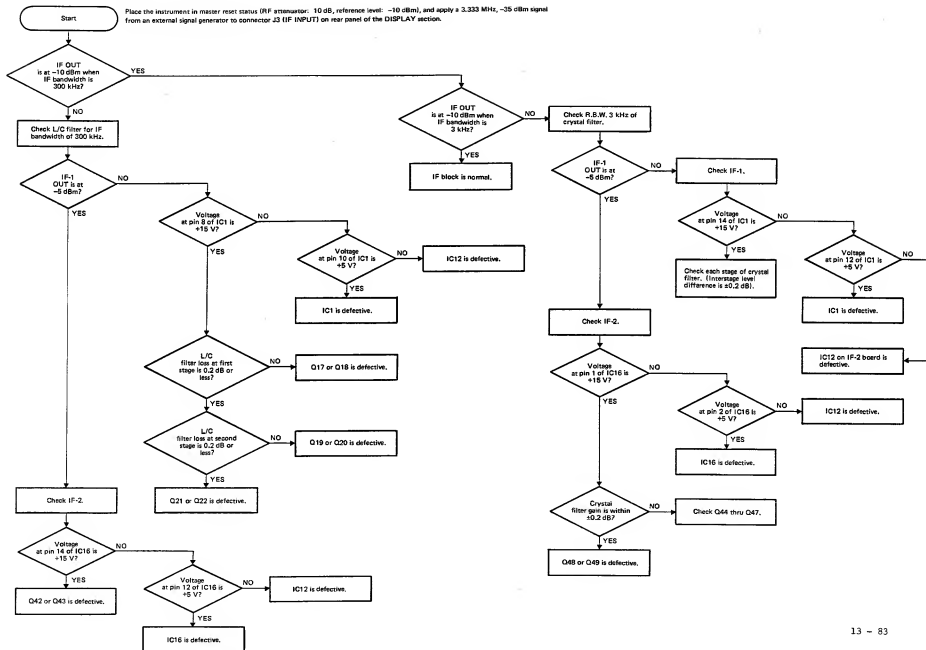 Start
Place the instrument in master reset status (RF attenuator: 10 dB, reference level: -10 dBm), and apply a 3.333 MHz, -35 dBm signal
from an external signal generator to connector J3 (IF INPUT) on rear panel of the DISPLAY section.
IF OUT
is at -10 dBm when
IF bandwidth is
300 kHz?
YES
NO
Check L/C filter for IF
bandwidth of 300 kHz.
IF-1
OUT is at
-5 dBm?
NO
YES
Voltage
at pin 8 of IC1 is
+15 V?
NO
YES
Voltage
at pin 10 of IC1 is
+5 V?
NO
IC12 is defective.
YES
IC1 is defective.
L/C
filter loss at first
stage is 0.2 dB or
less?
NO
Q17 or Q18 is defective.
YES
L/C
filter loss at second
stage is 0.2 dB or
less?
NO
Q19 or Q20 is defective.
YES
Q21 or Q22 is defective.
Check IF-2.
Voltage
at pin 14 of IC16 is
+15 V?
NO
YES
Q42 or Q43 is defective.
Voltage
at pin 12 of IC16 is
+5 V?
NO
IC12 is defective.
YES
IC16 is defective.
IF OUT
is at -10 dBm when
IF bandwidth is
3 kHz?
NO
YES
IF block is normal.
Check R.B.W. 3 kHz of
crystal filter.
IF-1
OUT is at
-5 dBm?
NO
YES
Check IF-1.
Voltage
at pin 14 of IC1 is
+15 V?
NO
YES
Check each stage of crystal
filter. (Interstage level
difference is ±0.2 dB).
Voltage
at pin 12 of IC1 is
+5 V?
NO
YES
IC1 is defective.
IC12 on IF-2 board is
defective.
Check IF-2.
Voltage
at pin 1 of IC16 is
+15 V?
NO
YES
Voltage
at pin 2 of IC16 is
+5 V?
NO
IC12 is defective.
YES
IC16 is defective.
Crystal
filter gain is within
±0.2 dB?
NO
Check Q44 thru Q47.
YES
Q48 or Q49 is defective.
13 - 83